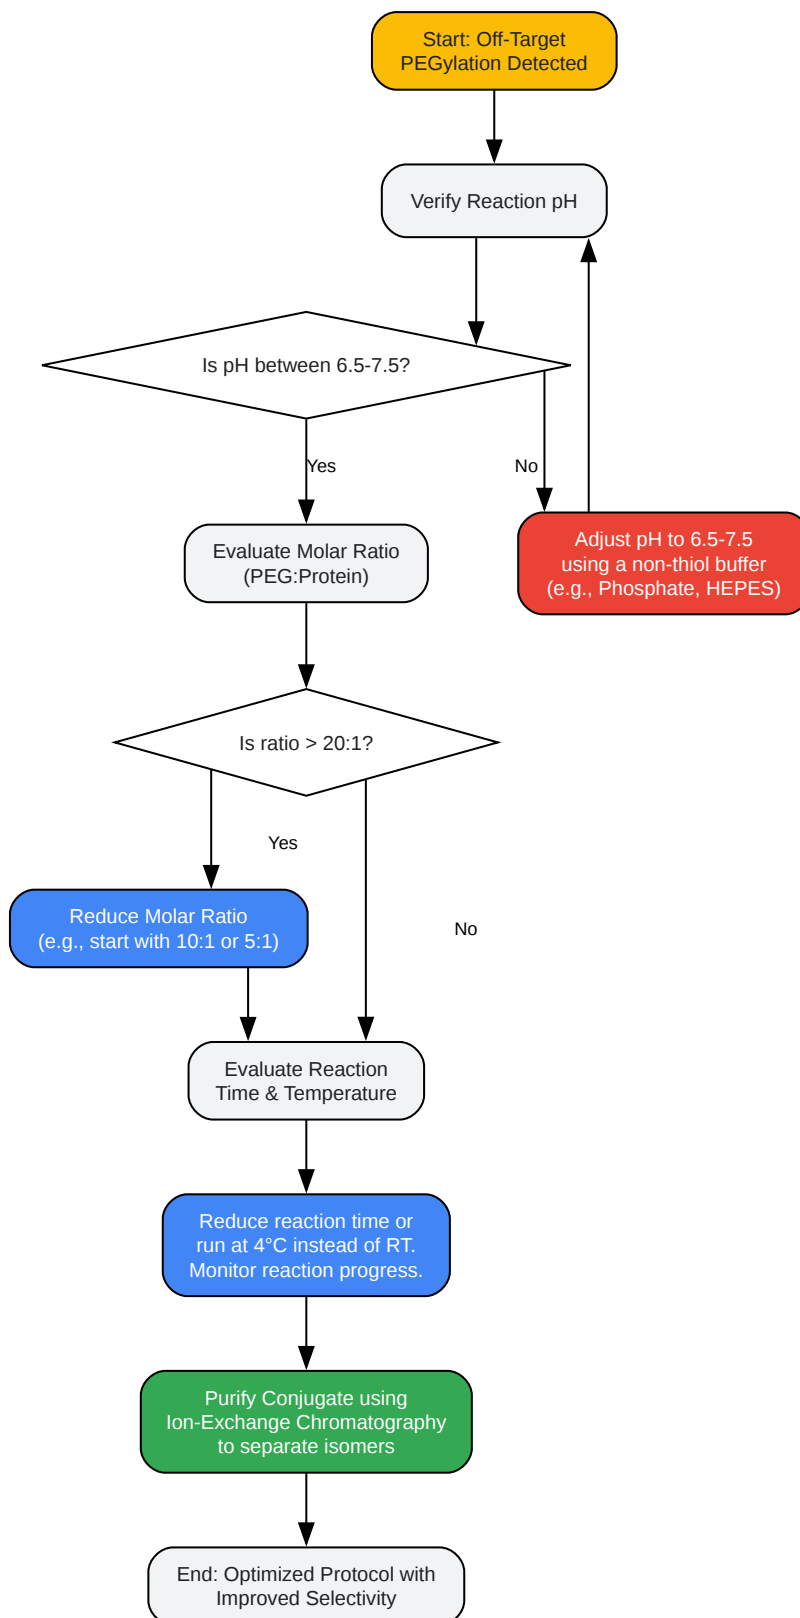 Start: Off-Target
PEGylation Detected
Verify Reaction pH
Is pH between 6.5-7.5?
Yes
No
Evaluate Molar Ratio
(PEG:Protein)
Adjust pH to 6.5-7.5
using a non-thiol buffer
(e.g., Phosphate, HEPES)
Is ratio > 20:1?
Yes
Reduce Molar Ratio
(e.g., start with 10:1 or 5:1)
No
Evaluate Reaction
Time & Temperature
Reduce reaction time or
run at 4°C instead of RT.
Monitor reaction progress.
Purify Conjugate using
Ion-Exchange Chromatography
to separate isomers
End: Optimized Protocol with
Improved Selectivity